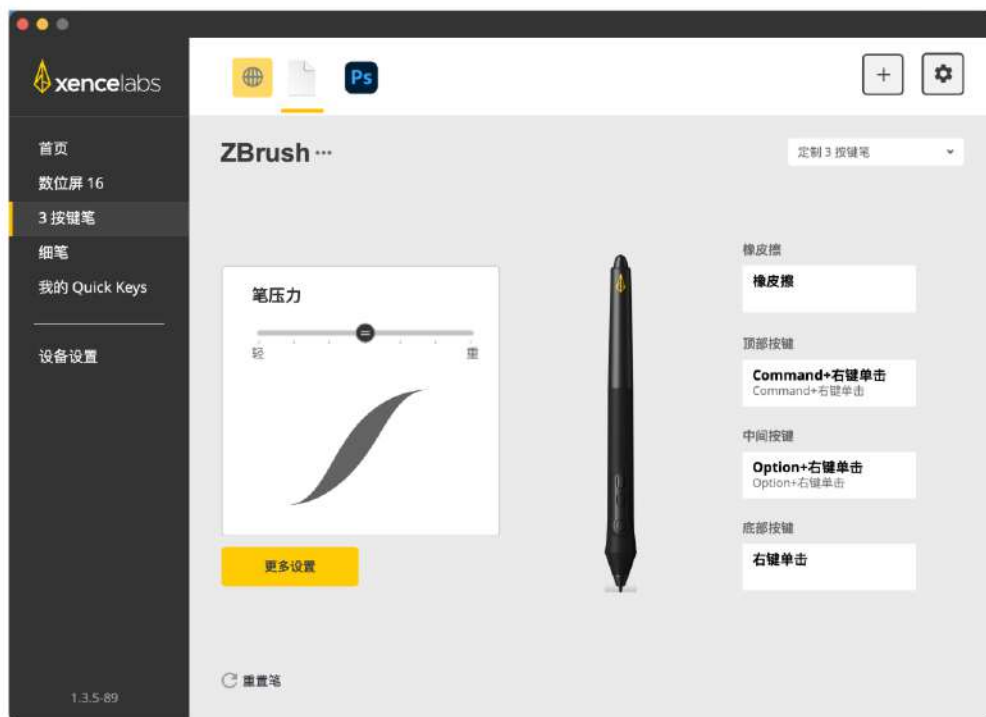 xencelabs
Ps
首页
数位屏 16
3 按键笔
细笔
我的 Quick Keys
设备设置
1.3.5-89
ZBrush ···
定制 3 按键笔
笔压力
轻
重
更多设置
重置笔
橡皮擦
橡皮擦
顶部按键
Command+右键单击
Command+右键单击
中间按键
Option+右键单击
Option+右键单击
底部按键
右键单击